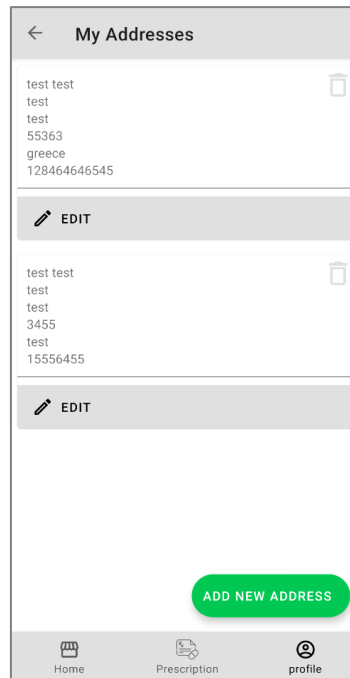 My Addresses
test test
test
test
55363
greece
128464646545
EDIT
test test
test
test
3455
test
15556455
EDIT
ADD NEW ADDRESS
Home Prescription profile